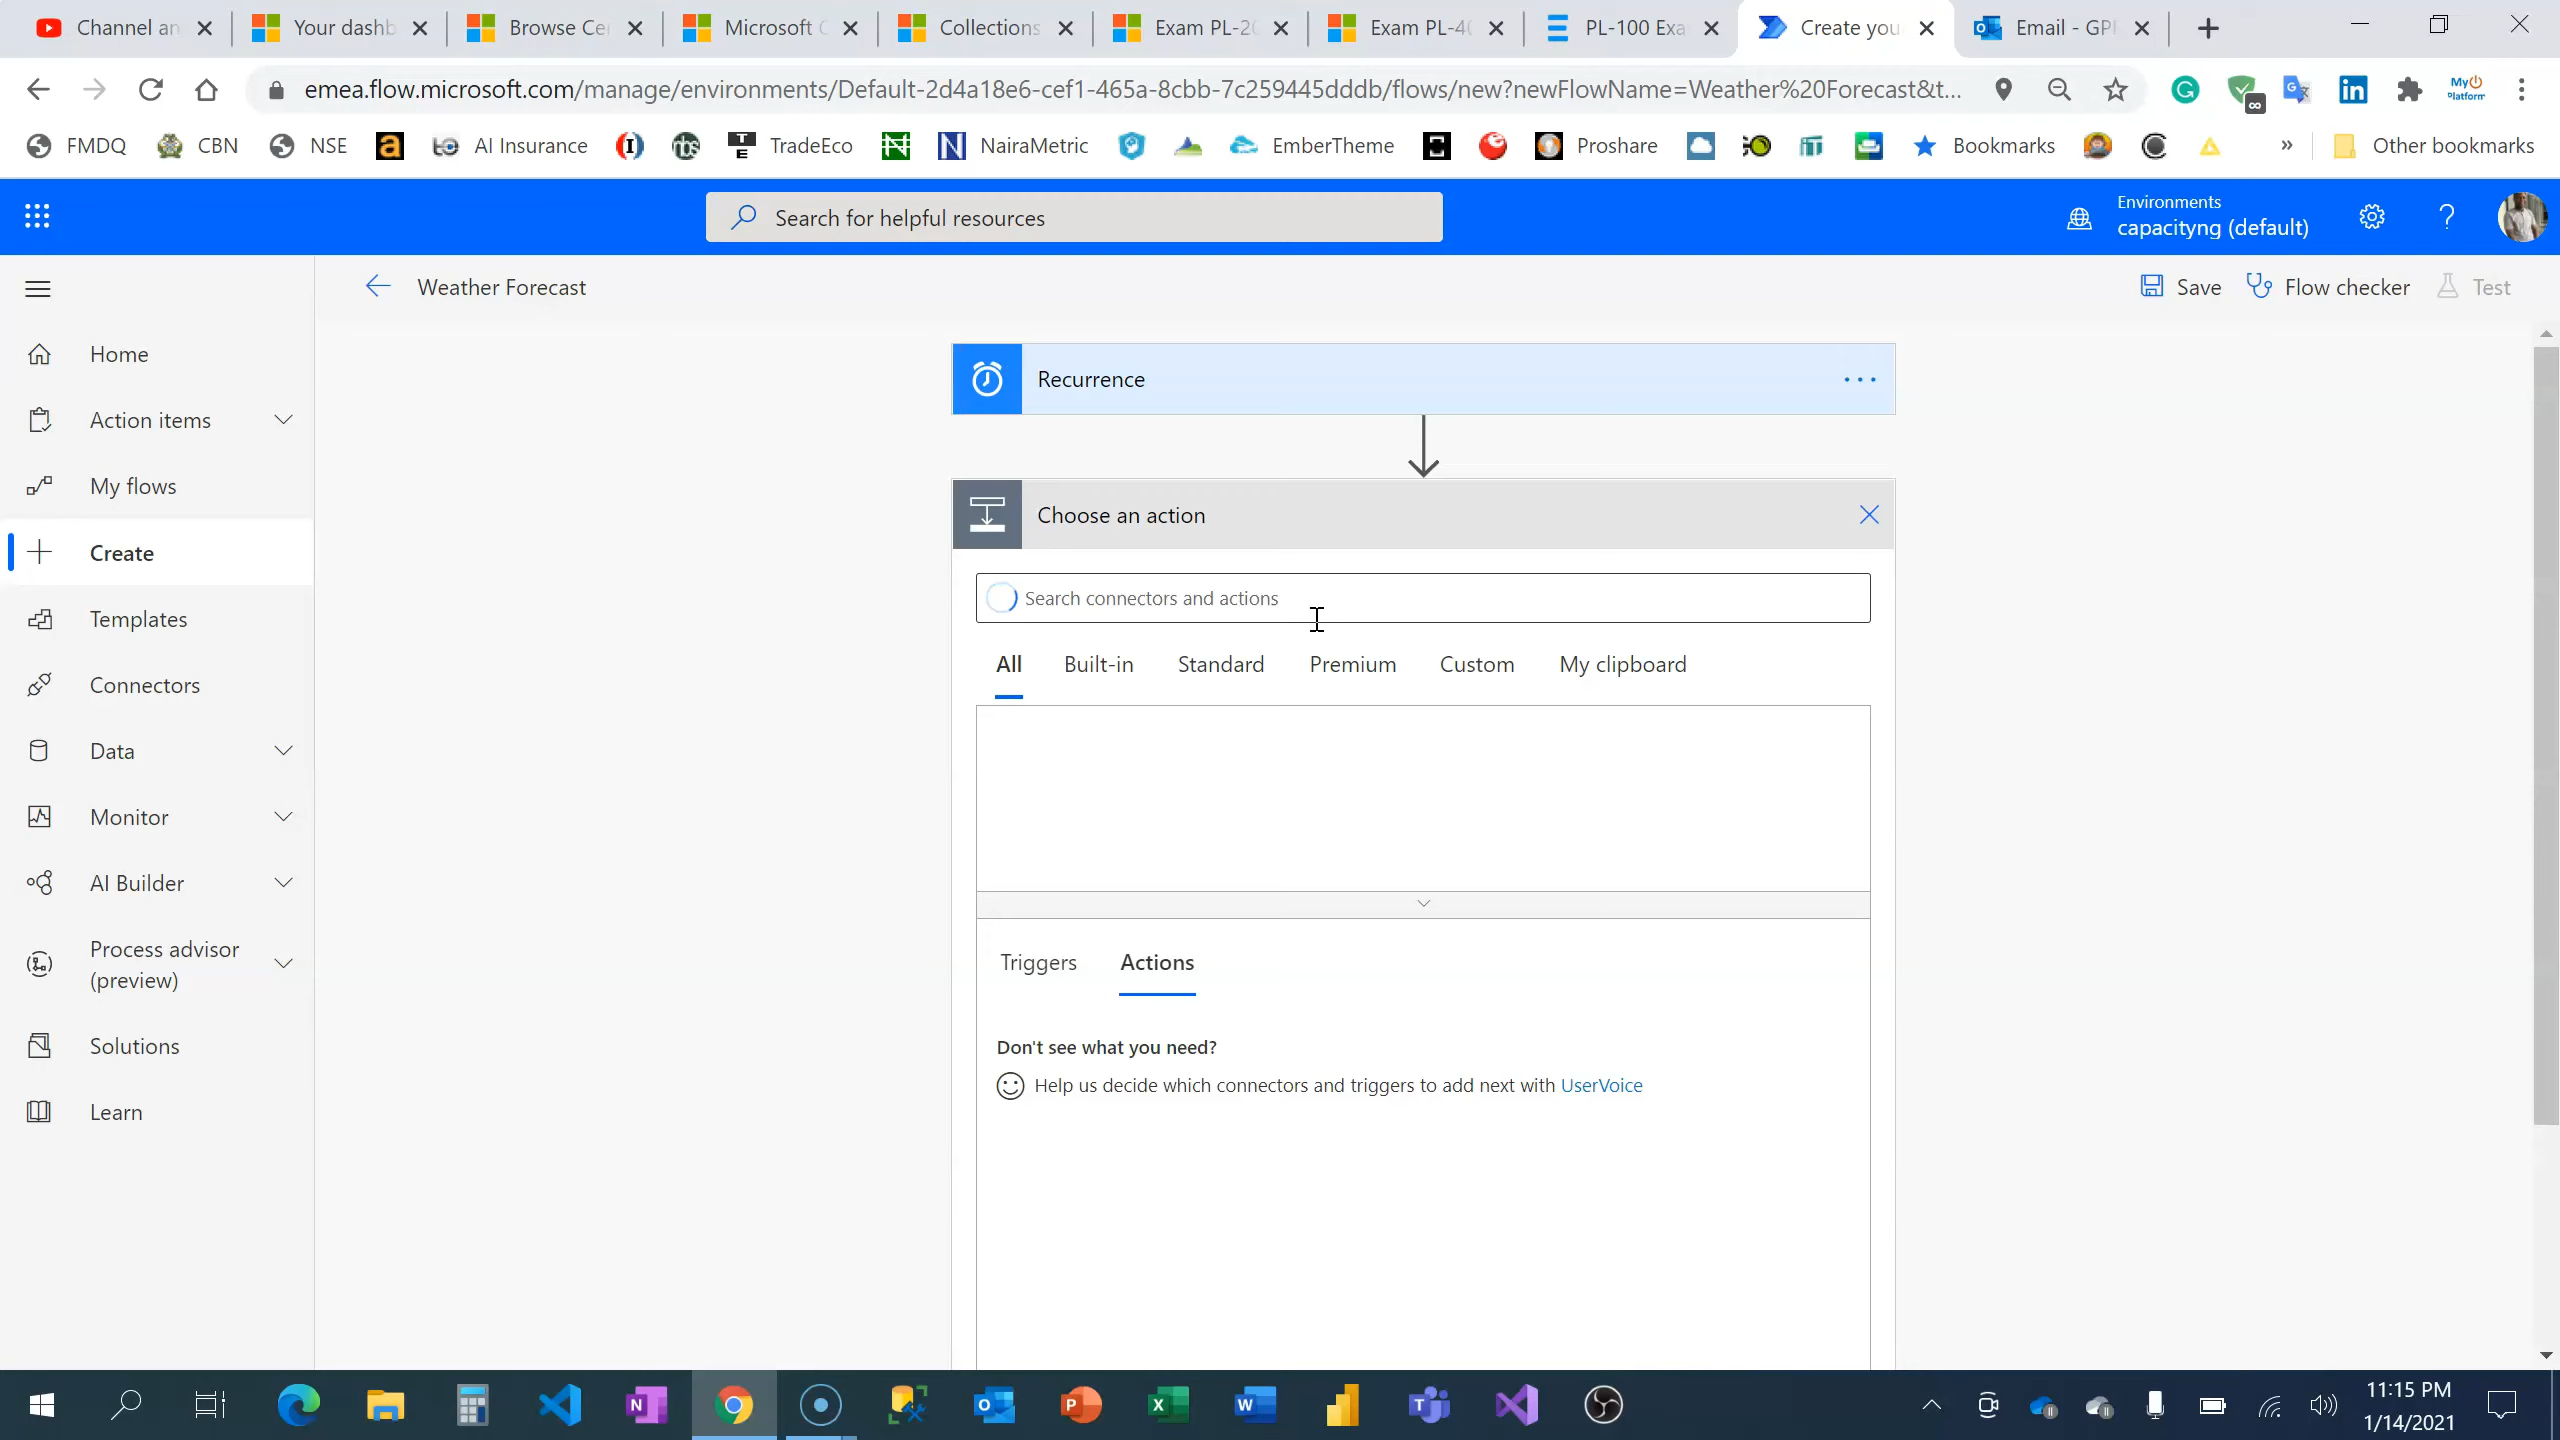 Channel an
Your dashb
Browse Cer
Microsoft C
Collections
Exam PL-20
Exam PL-40
PL-100 Exa
Create you
Email - GP
emea.flow.microsoft.com/manage/environments/Default-2d4a18e6-cef1-465a-8cbb-7c259445dddb/flows/new?newFlowName=Weather%20Forecast&t...
FMDQ
CBN
NSE
AI Insurance
TradeEco
NairaMetric
EmberTheme
Proshare
Bookmarks
Other bookmarks
Search for helpful resources
Environments
capacityng (default)
Weather Forecast
Save
Flow checker
Test
Home
Action items
My flows
Create
Templates
Connectors
Data
Monitor
AI Builder
Process advisor
(preview)
Solutions
Learn
Recurrence
Choose an action
Search connectors and actions
All
Built-in
Standard
Premium
Custom
My clipboard
Triggers
Actions
Don't see what you need?
Help us decide which connectors and triggers to add next with UserVoice
11:15 PM
1/14/2021